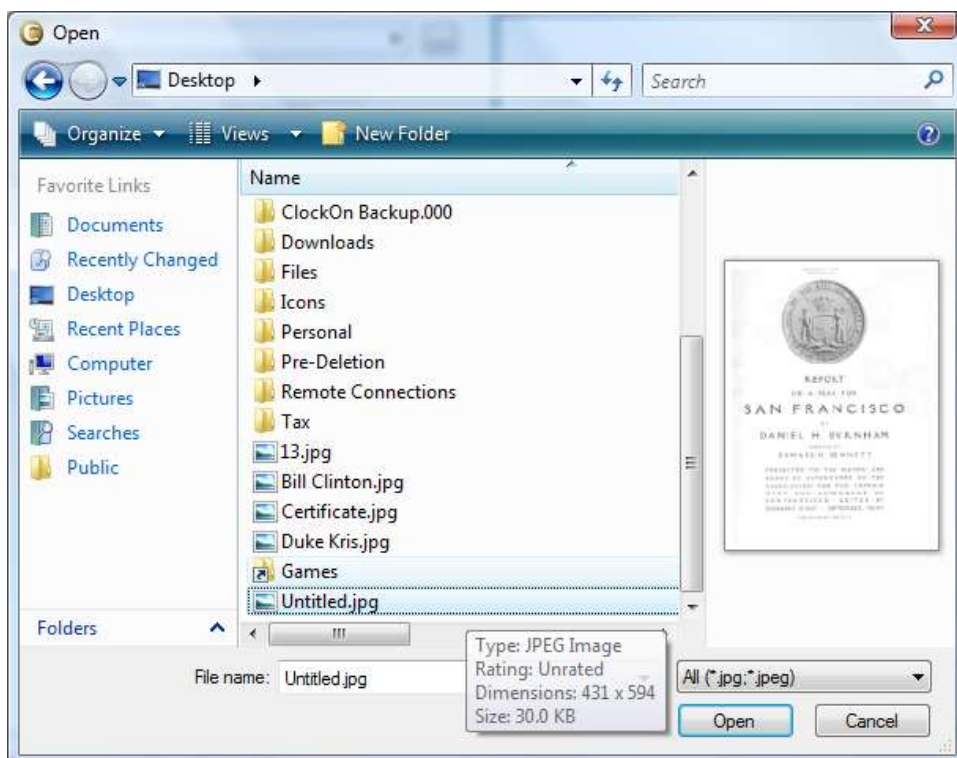 Open
Desktop
Search
Organize Views New Folder
Favorite Links
Documents
Recently Changed
Desktop
Recent Places
Computer
Pictures
Searches
Public
Folders
Name
ClockOn Backup.000
Downloads
Files
Icons
Personal
Pre-Deletion
Remote Connections
Tax
13.jpg
Bill Clinton.jpg
Certificate.jpg
Duke Kris.jpg
Games
Untitled.jpg
REPORT
SAN FRANCISCO
DANIEL H. BURNHAM
Type: JPEG Image
Rating: Unrated
Dimensions: 431 x 594
Size: 30.0 KB
File name: Untitled.jpg
All (*.jpg;*.jpeg)
Open Cancel